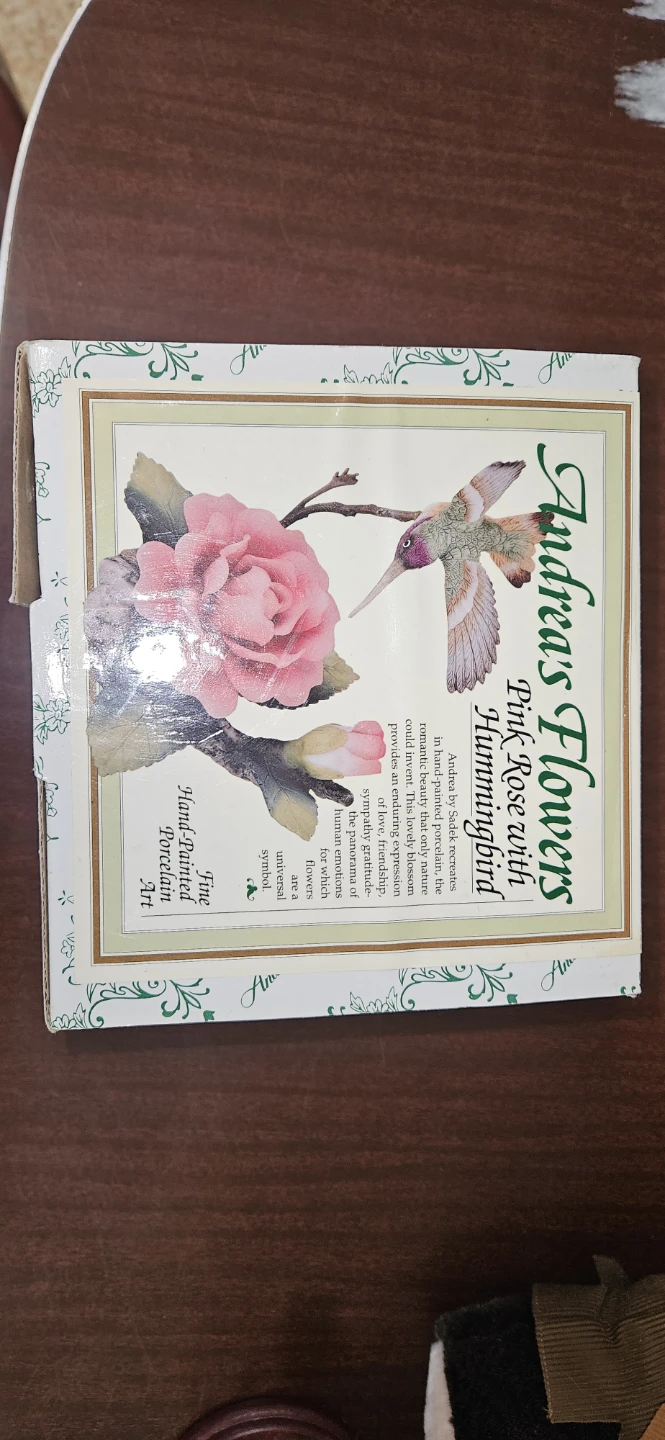 Andrea's Flowers
Pink Rose with
Hummingbird
Andrea by Sadek recreates
in hand-painted porcelain, the
romantic beauty that only nature
could invent. This lovely blossom
provides an enduring expression
of love, friendship,
sympathy gratitude-
the panorama of
human emotions
for which
flowers
are a
universal
symbol.
Fine
Hand-Painted
Porcelain
Art